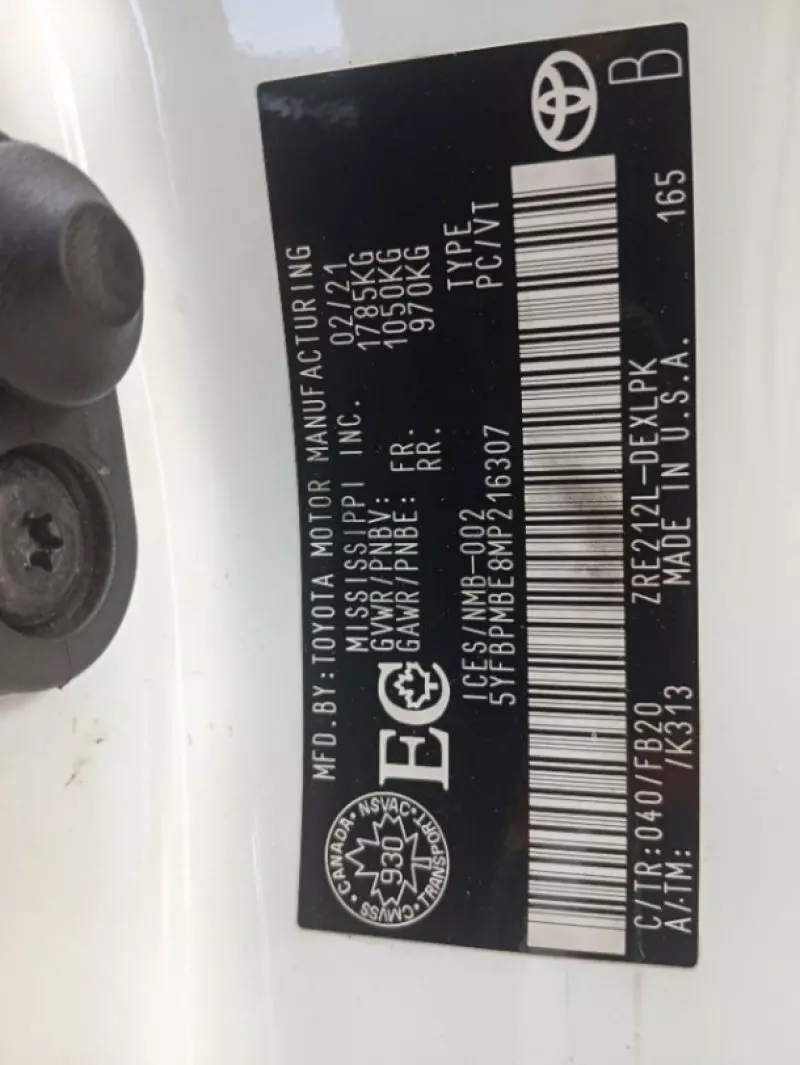 MFD.BY:TOYOTA MOTOR MANUFACTURING
MISSISSIPPI INC. 02/21
GVWR/PNBV: 1785KG
GAWR/PNBE: FR. 1050KG
RR. 970KG
CANADA · NSVAC · TRANSPORT · CMVSS
930
EC
ICES/NMB-002 TYPE
5YFBPMBE8MP216307 PC/VT
C/TR:040/FB20 ZRE212L-DEXLPK
A/TM: /K313 MADE IN U.S.A. 165
B